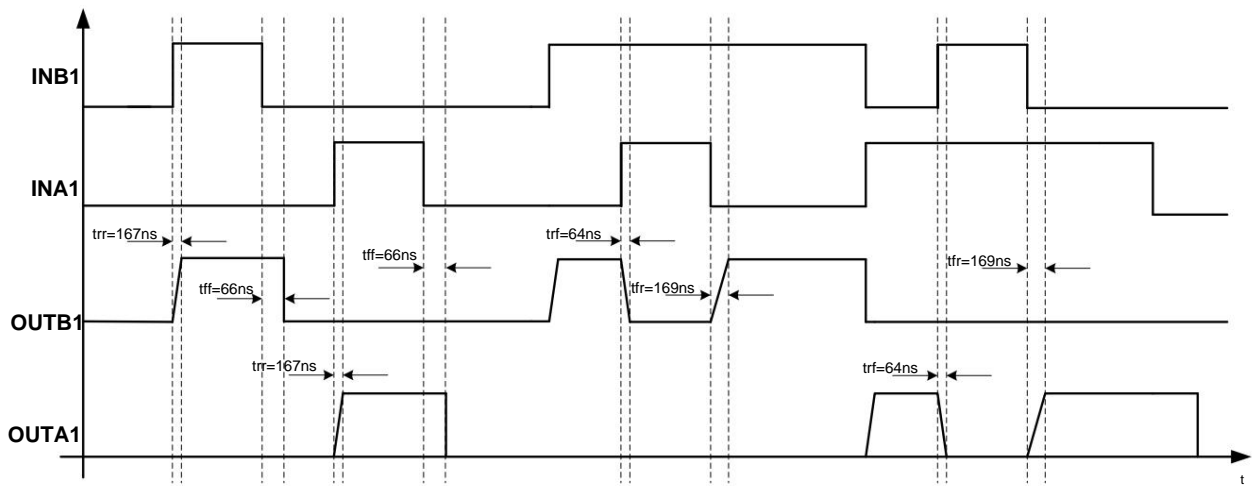 INB1
INA1
trr=167ns
trf=64ns
tff=66ns
tfr=169ns
tff=66ns
tfr=169ns
OUTB1
trr=167ns
trf=64ns
OUTA1
t